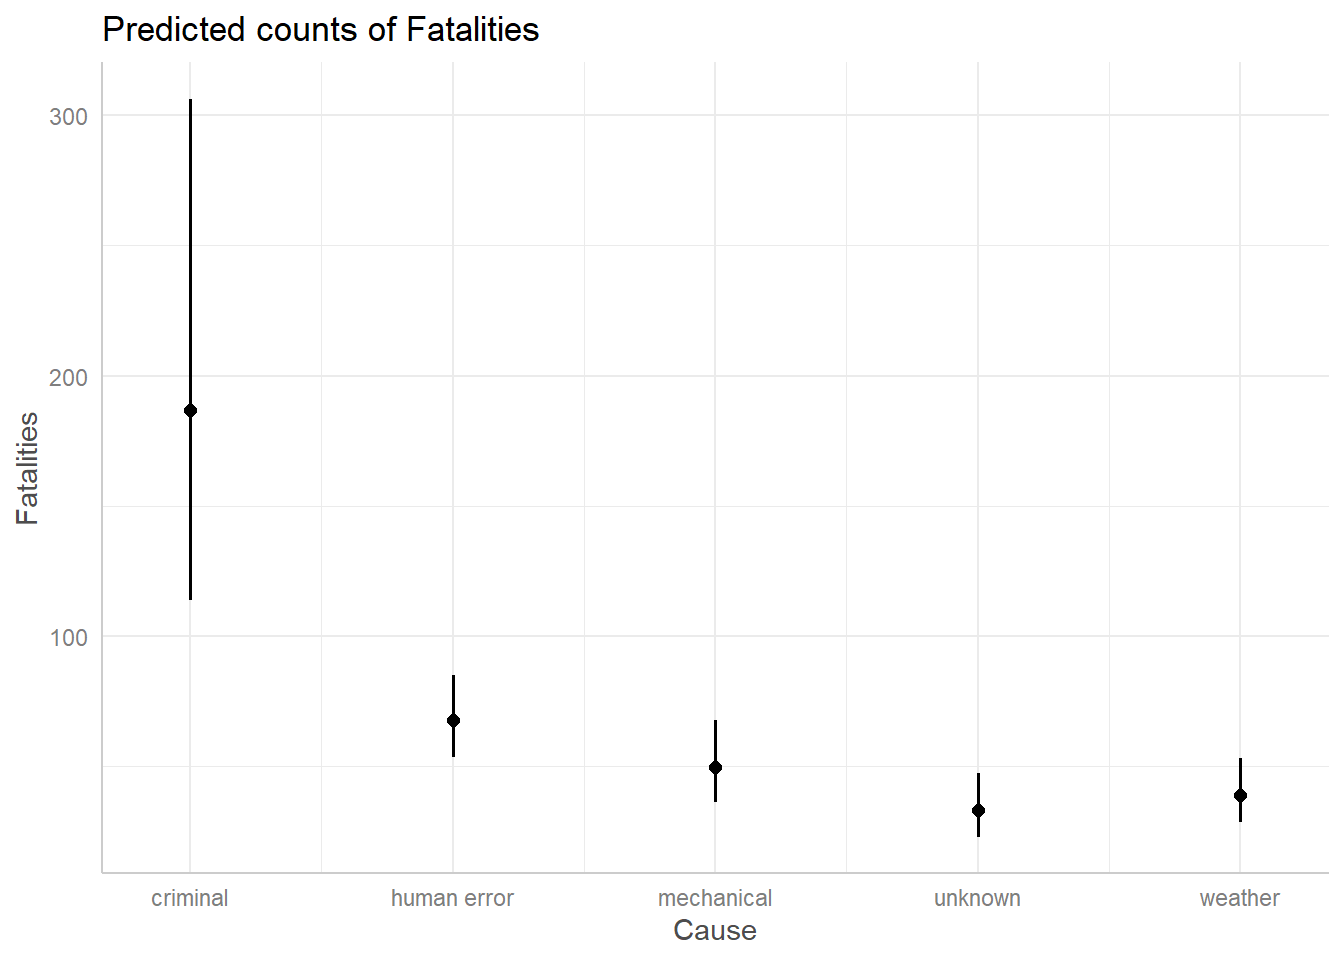 Predicted counts of Fatalities
300
200
100
Fatalities
criminal
human error
mechanical
unknown
weather
Cause